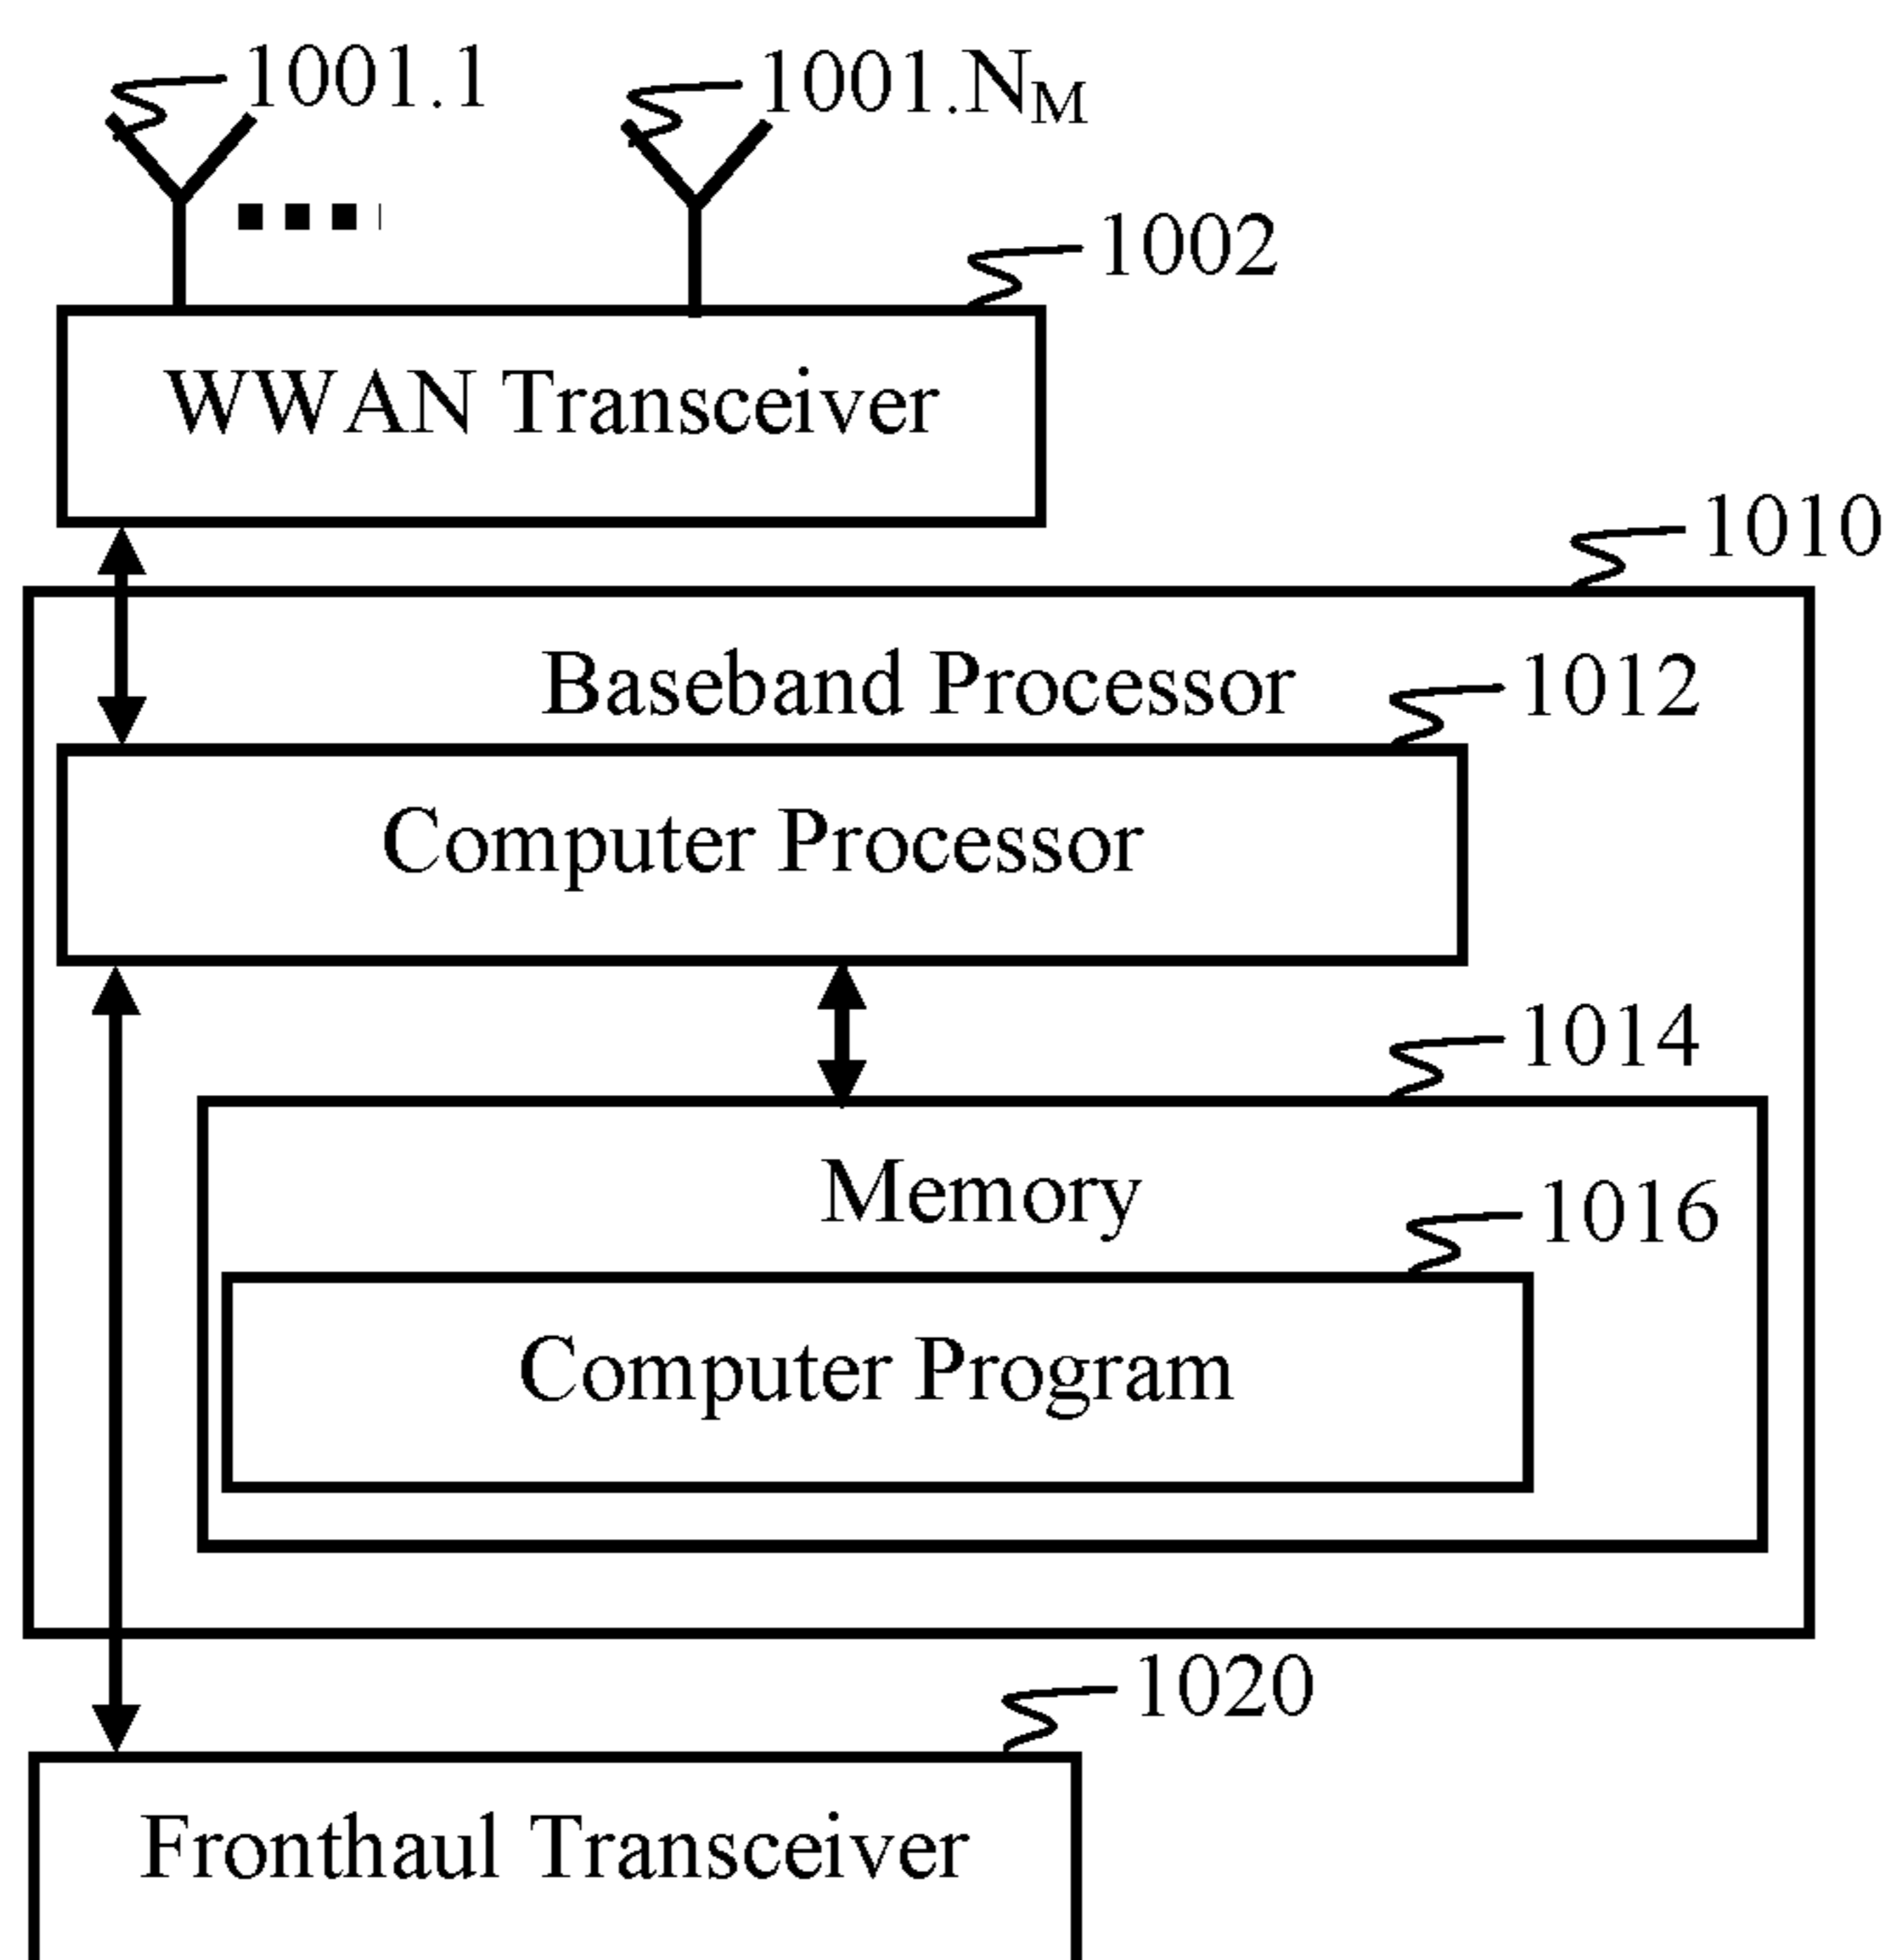 1001.1
1001.NM
1002
WWAN Transceiver
1010
Baseband Processor
1012
Computer Processor
1014
Memory
1016
Computer Program
1020
Fronthaul Transceiver